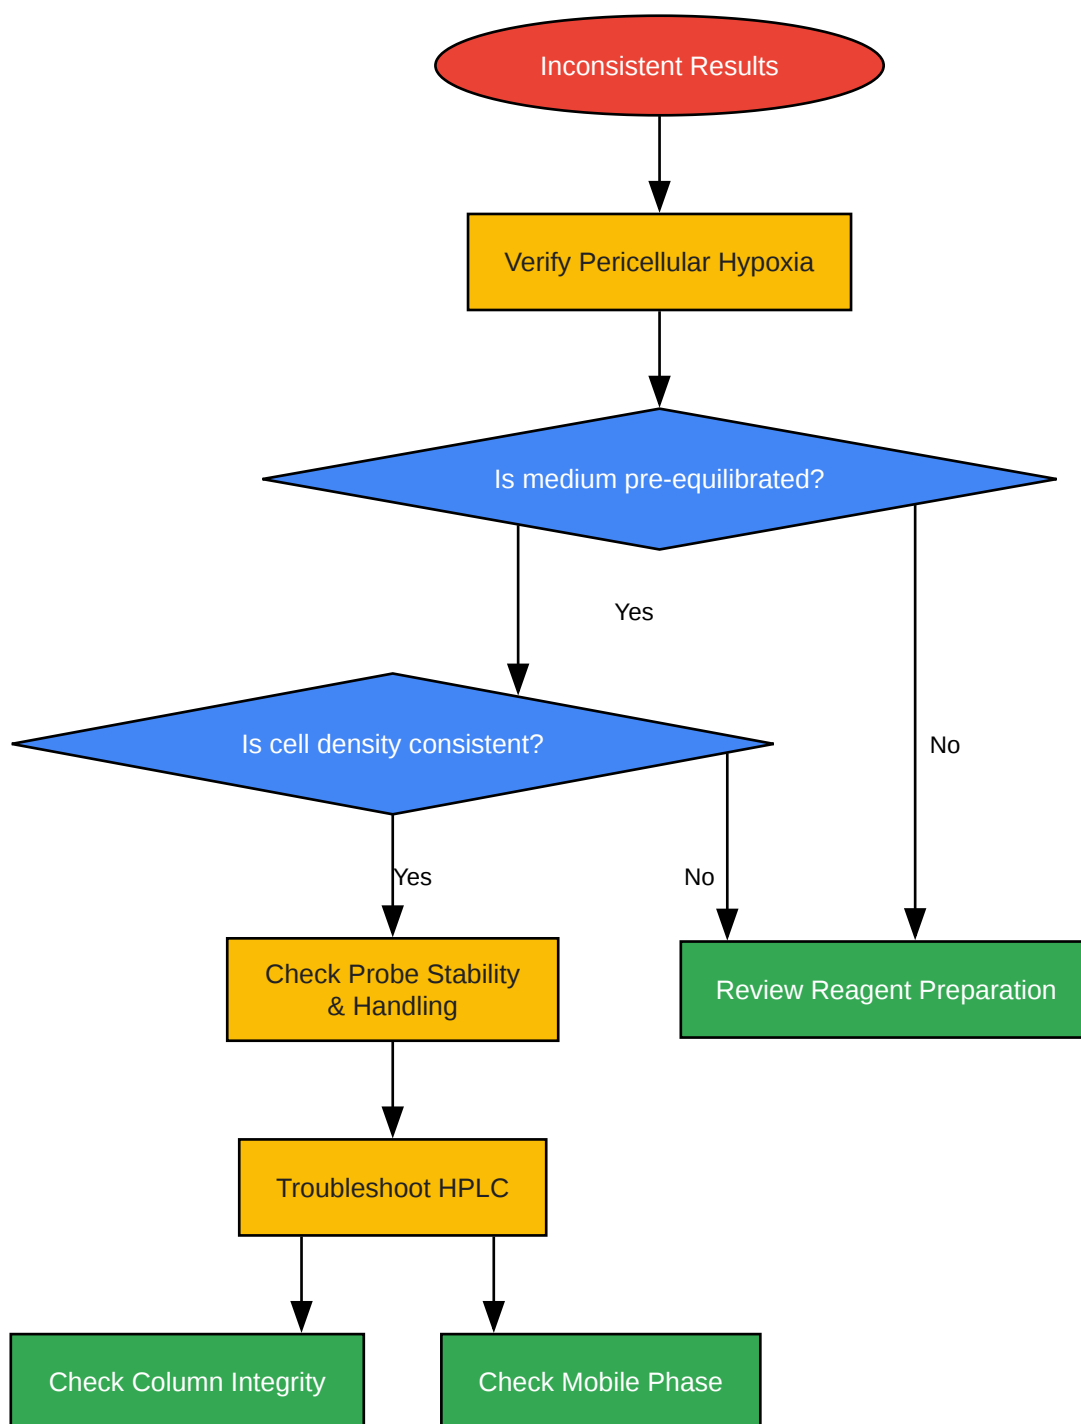 Inconsistent Results
Verify Pericellular Hypoxia
Is medium pre-equilibrated?
Yes
Is cell density consistent?
No
Yes
No
Check Probe Stability
& Handling
Review Reagent Preparation
Troubleshoot HPLC
Check Column Integrity
Check Mobile Phase